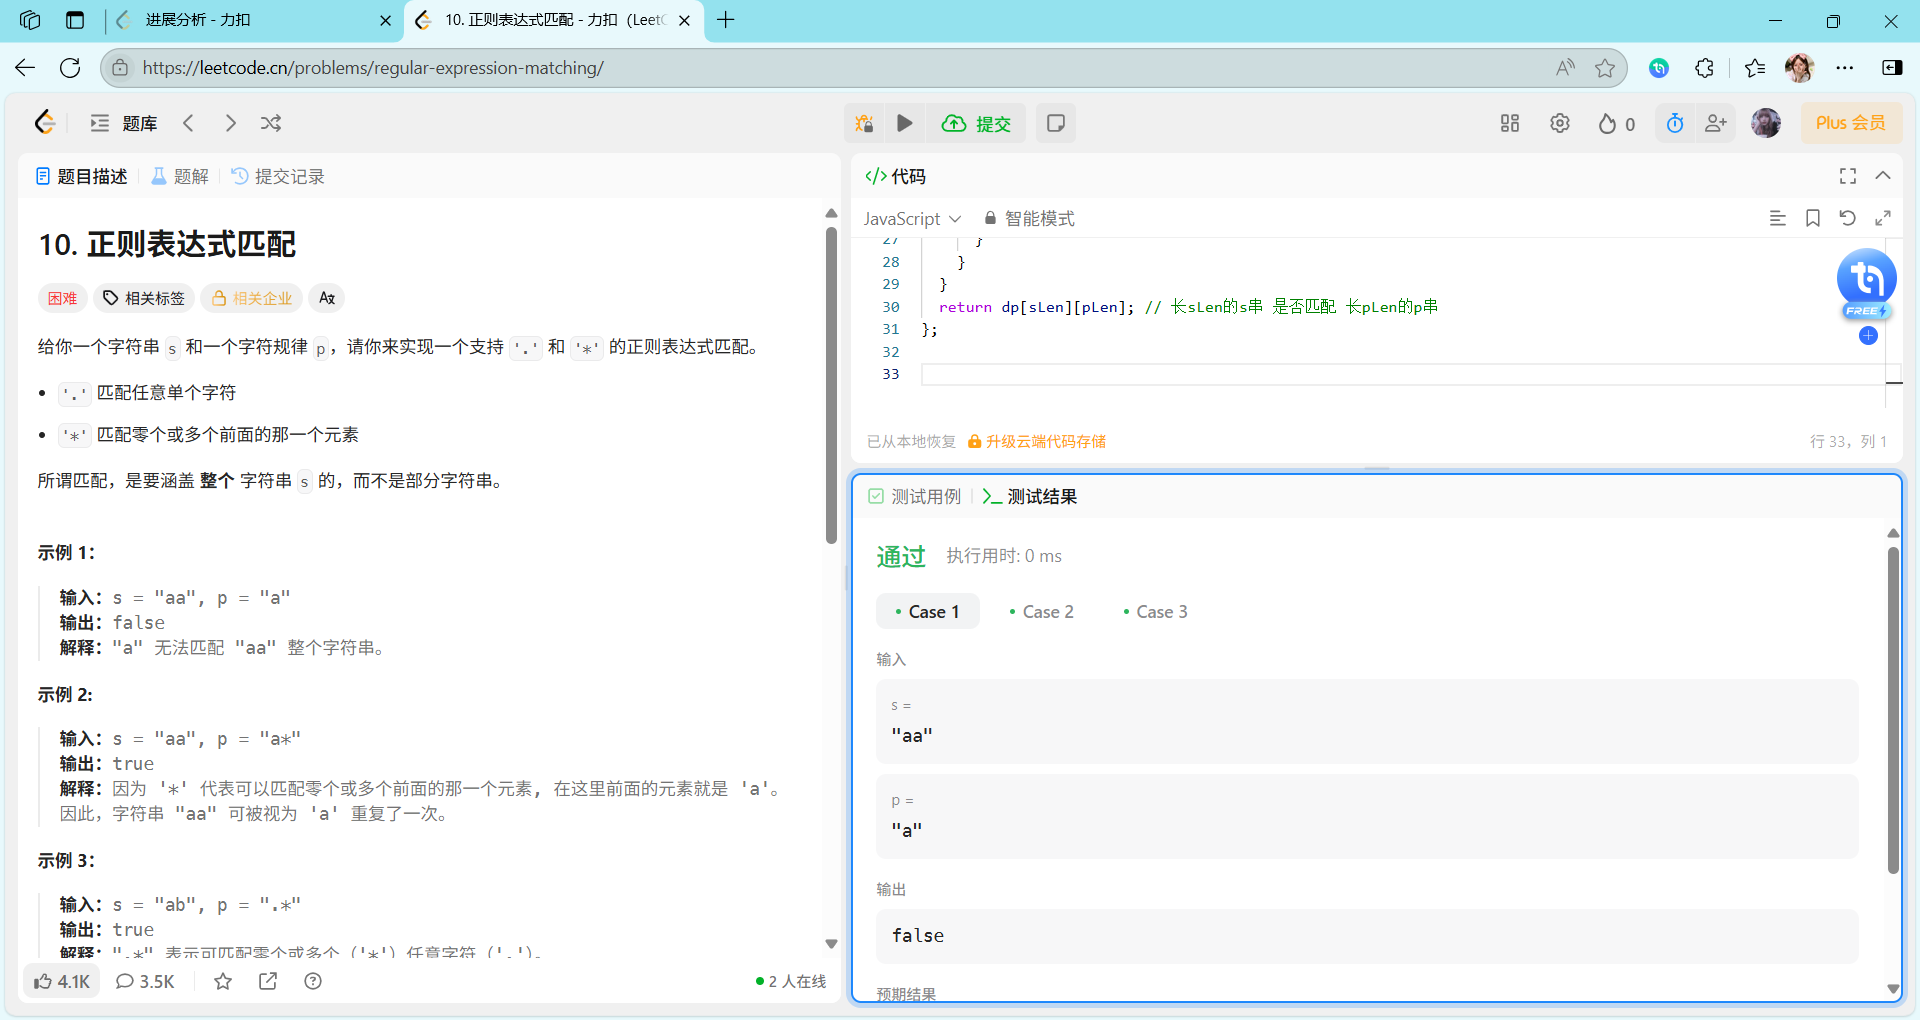 进展分析 - 力扣
10. 正则表达式匹配 - 力扣（Leet
https://leetcode.cn/problems/regular-expression-matching/
题库
提交
0
Plus 会员
题目描述 题解 提交记录
10. 正则表达式匹配
困难 相关标签 相关企业
给你一个字符串 s 和一个字符规律 p，请你来实现一个支持 '.' 和 '*' 的正则表达式匹配。
'.' 匹配任意单个字符
'*' 匹配零个或多个前面的那一个元素
所谓匹配，是要涵盖 整个 字符串 s 的，而不是部分字符串。
示例 1：
输入：s = "aa", p = "a"
输出：false
解释："a" 无法匹配 "aa" 整个字符串。
示例 2:
输入：s = "aa", p = "a*"
输出：true
解释：因为 '*' 代表可以匹配零个或多个前面的那一个元素, 在这里前面的元素就是 'a'。
因此，字符串 "aa" 可被视为 'a' 重复了一次。
示例 3：
输入：s = "ab", p = ".*"
输出：true
解释：".*" 表示可匹配零个或多个（'*'）任意字符（'.'）。
4.1K 3.5K
2 人在线
</> 代码
JavaScript 智能模式
27 }
28 }
29 }
30 return dp[sLen][pLen]; // 长sLen的s串 是否匹配 长pLen的p串
31 };
32
33
FREE
已从本地恢复 升级云端代码存储
行 33，列 1
测试用例 测试结果
通过 执行用时: 0 ms
Case 1 Case 2 Case 3
输入
s =
"aa"
p =
"a"
输出
false
预期结果